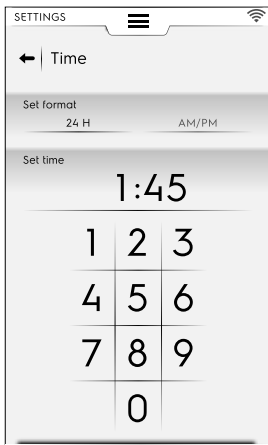 SETTINGS
Time
Set format
24 H AM/PM
Set time
1:45
1 2 3
4 5 6
7 8 9
0